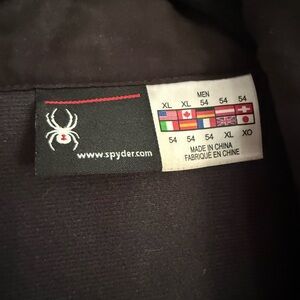 www.spyder.com
MEN
XL XL 54 54 54
54 54 54 XL XO
MADE IN CHINA
FABRIQUE EN CHINE